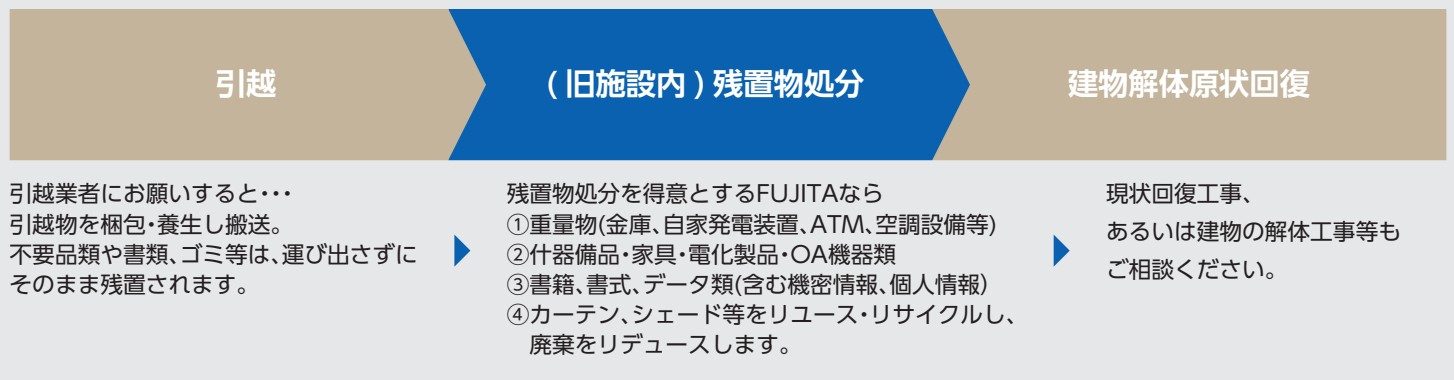 引越
(旧施設内)残置物処分
建物解体原状回復
引越業者にお願いすると・・・
引越物を梱包・養生し搬送。
不要品類や書類、ゴミ等は、運び出さずに
そのまま残置されます。
残置物処分を得意とするFUJITAなら
①重量物(金庫、自家発電装置、ATM、空調設備等)
②什器備品・家具・電化製品・OA機器類
③書籍、書式、データ類(含む機密情報、個人情報)
④カーテン、シェード等をリユース・リサイクルし、
廃棄をリデュースします。
現状回復工事、
あるいは建物の解体工事等も
ご相談ください。